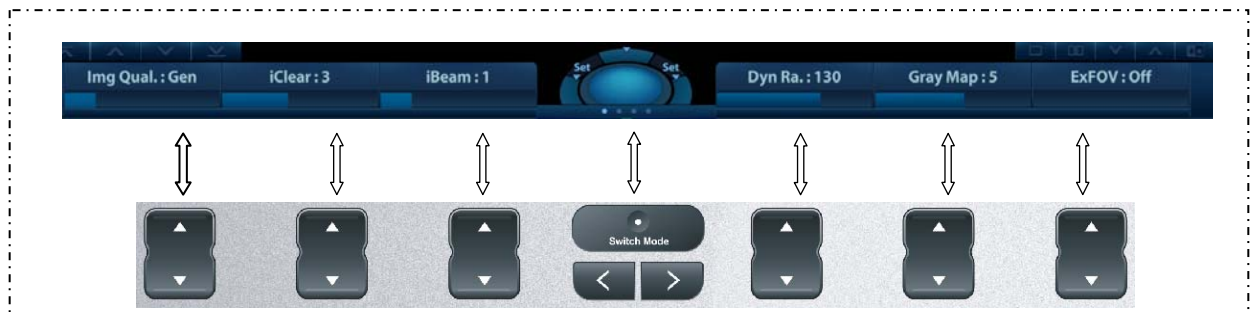 Img Qual. : Gen iClear : 3 iBeam : 1 Set Set Dyn Ra. : 130 Gray Map : 5 ExFOV : Off
Switch Mode